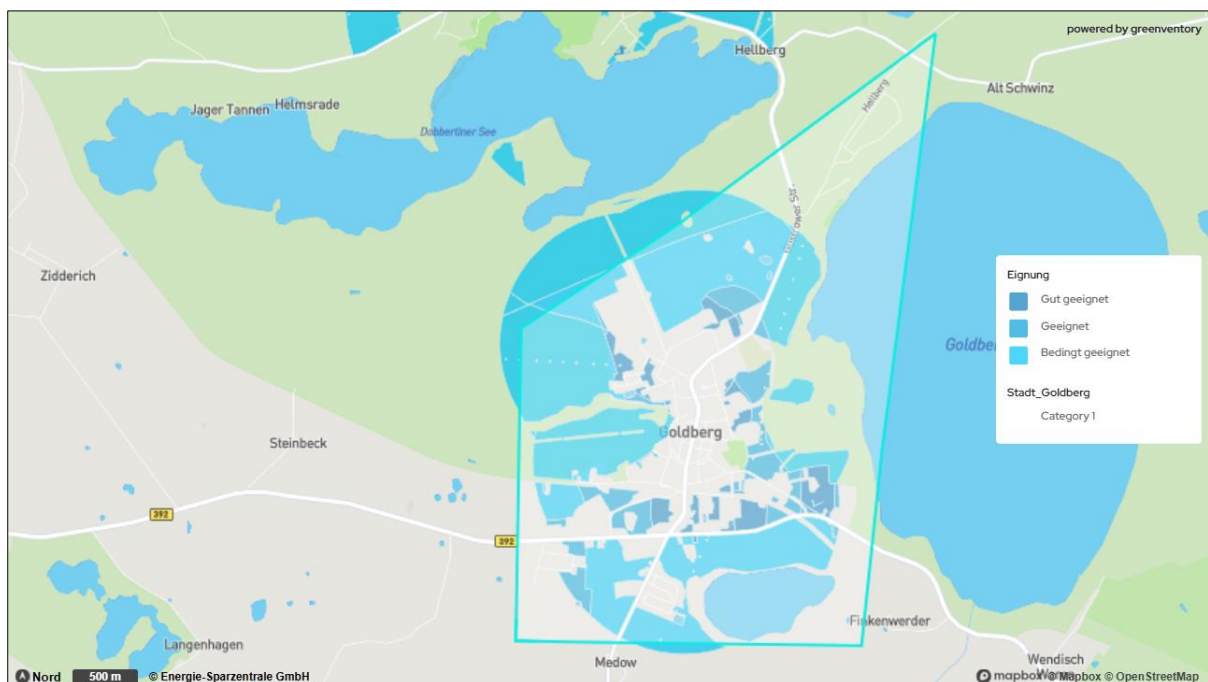 powered by greenventory
Hellberg
Hellberg
Alt Schwinz
Jager Tannen
Helmsrade
Dobbertiner See
Zidderich
Eignung
Gut geeignet
Geeignet
Bedingt geeignet
Stadt_Goldberg
Category 1
Goldberg
Steinbeck
392
392
Finkenwerder
Langenhagen
Medow
Wendisch
Nord
500 m
© Energie-Sparzentrale GmbH
mapbox
© Mapbox © OpenStreetMap